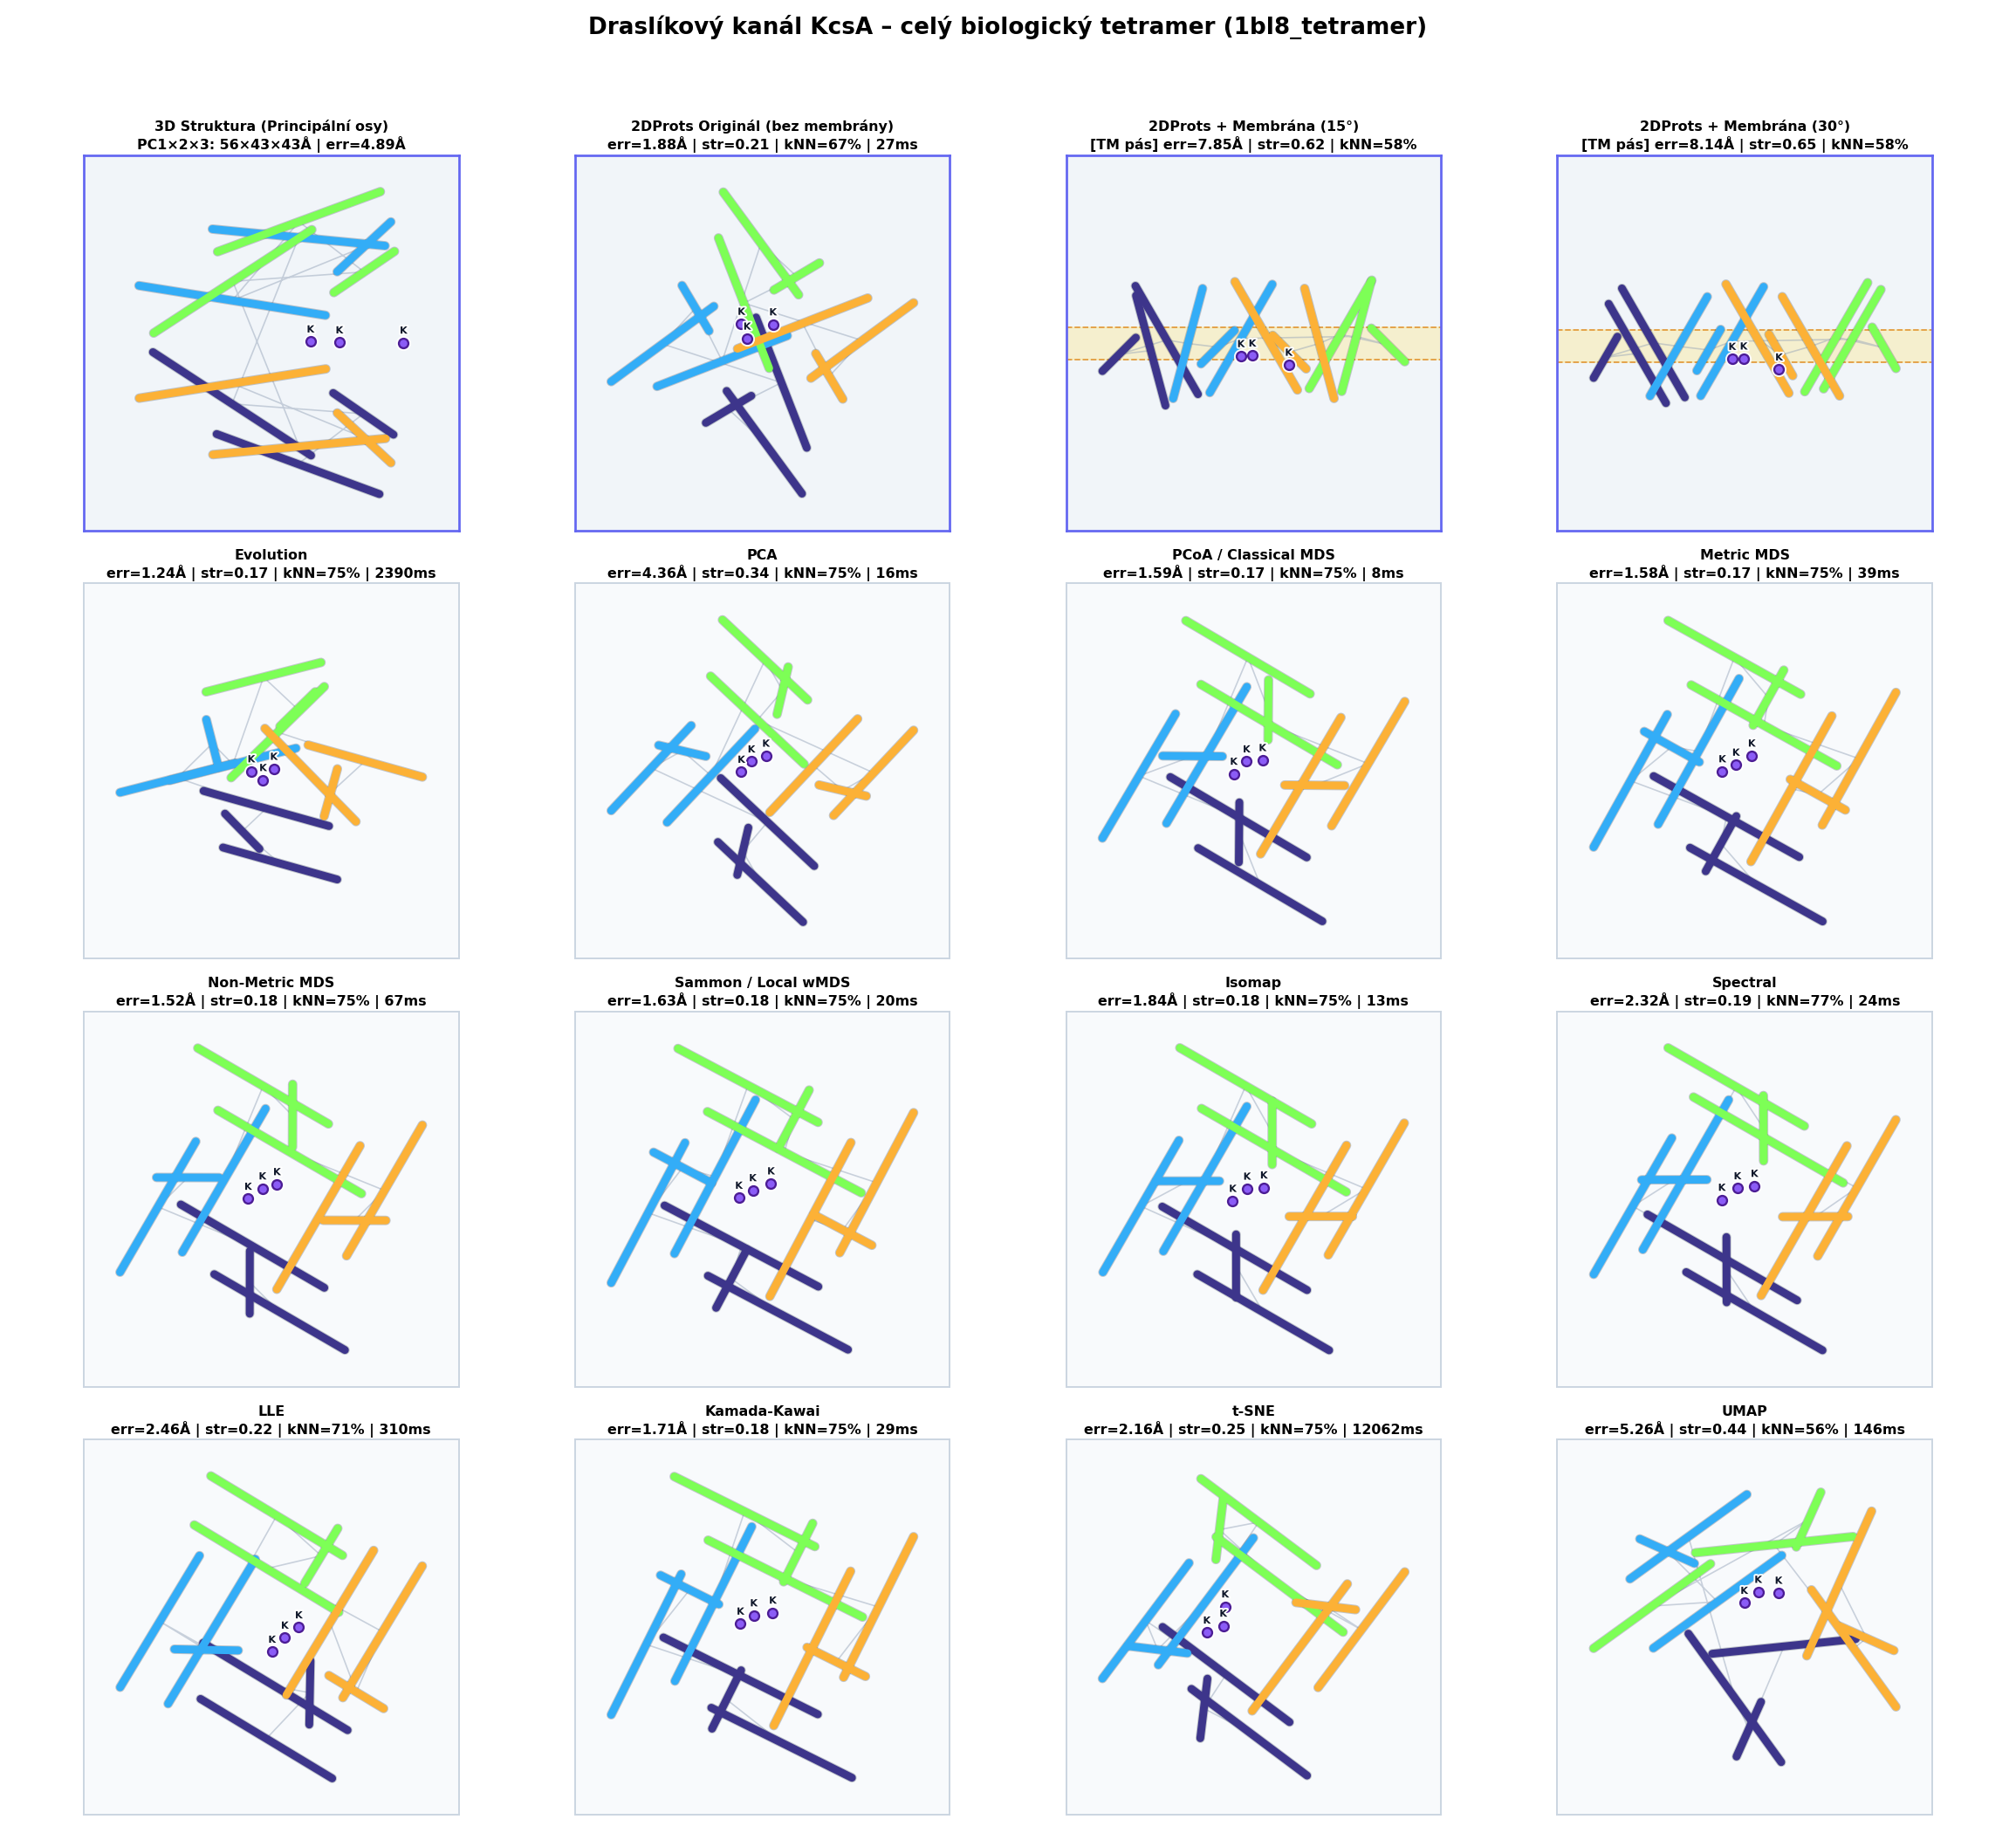 Draslíkový kanál KcsA – celý biologický tetramer (1bl8_tetramer)
3D Struktura (Principální osy)
PC1×2×3: 56×43×43Å | err=4.89Å
K K K
2DProts Originál (bez membrány)
err=1.88Å | str=0.21 | kNN=67% | 27ms
K K
K
2DProts + Membrána (15°)
[TM pás] err=7.85Å | str=0.62 | kNN=58%
K K K
2DProts + Membrána (30°)
[TM pás] err=8.14Å | str=0.65 | kNN=58%
K K K
Evolution
err=1.24Å | str=0.17 | kNN=75% | 2390ms
K K K
PCA
err=4.36Å | str=0.34 | kNN=75% | 16ms
K K K
PCoA / Classical MDS
err=1.59Å | str=0.17 | kNN=75% | 8ms
K K K
Metric MDS
err=1.58Å | str=0.17 | kNN=75% | 39ms
K K K
Non-Metric MDS
err=1.52Å | str=0.18 | kNN=75% | 67ms
K K K
Sammon / Local wMDS
err=1.63Å | str=0.18 | kNN=75% | 20ms
K K K
Isomap
err=1.84Å | str=0.18 | kNN=75% | 13ms
K K K
Spectral
err=2.32Å | str=0.19 | kNN=77% | 24ms
K K K
LLE
err=2.46Å | str=0.22 | kNN=71% | 310ms
K K K
Kamada-Kawai
err=1.71Å | str=0.18 | kNN=75% | 29ms
K K K
t-SNE
err=2.16Å | str=0.25 | kNN=75% | 12062ms
K
K K
UMAP
err=5.26Å | str=0.44 | kNN=56% | 146ms
K K K